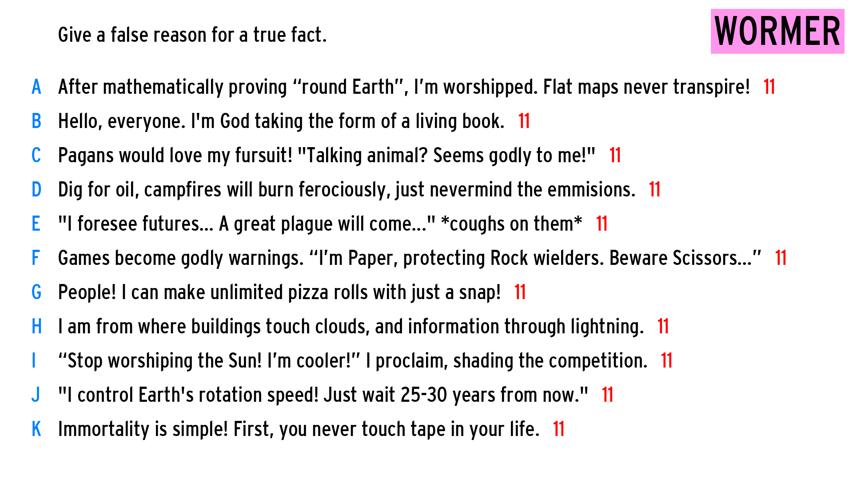 Give a false reason for a true fact.
WORMER
A After mathematically proving “round Earth”, I’m worshipped. Flat maps never transpire! 11
B Hello, everyone. I'm God taking the form of a living book. 11
C Pagans would love my fursuit! "Talking animal? Seems godly to me!" 11
D Dig for oil, campfires will burn ferociously, just nevermind the emmisions. 11
E "I foresee futures... A great plague will come..." *coughs on them* 11
F Games become godly warnings. “I’m Paper, protecting Rock wielders. Beware Scissors...” 11
G People! I can make unlimited pizza rolls with just a snap! 11
H I am from where buildings touch clouds, and information through lightning. 11
I “Stop worshiping the Sun! I’m cooler!” I proclaim, shading the competition. 11
J "I control Earth's rotation speed! Just wait 25-30 years from now." 11
K Immortality is simple! First, you never touch tape in your life. 11